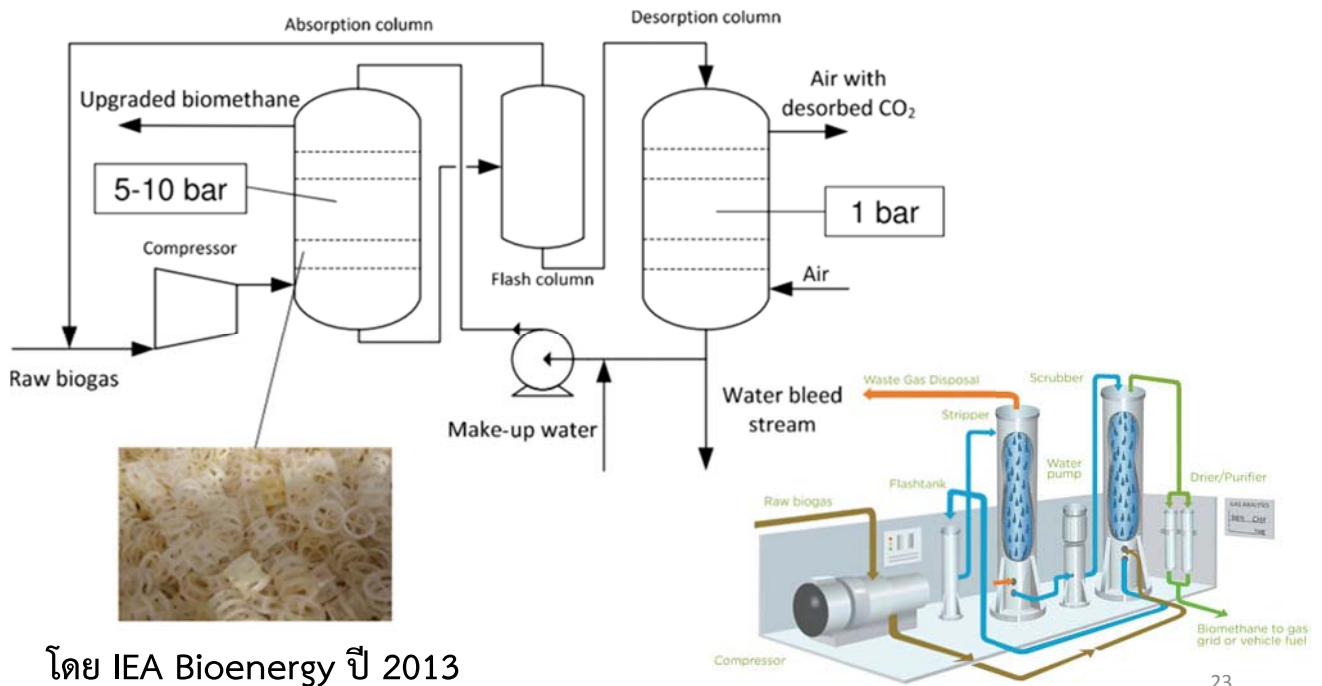 Absorption column
Desorption column
Upgraded biomethane
Air with
desorbed CO₂
5-10 bar
1 bar
Compressor
Flash column
Air
Raw biogas
Make-up water
Water bleed
stream
Waste Gas Disposal
Scrubber
Stripper
Water
pump
Flashtank
Drier/Purifier
Raw biogas
GAS ANALYSIS
Biomethane to gas
grid or vehicle fuel
Compressor
โดย IEA Bioenergy ปี 2013
23